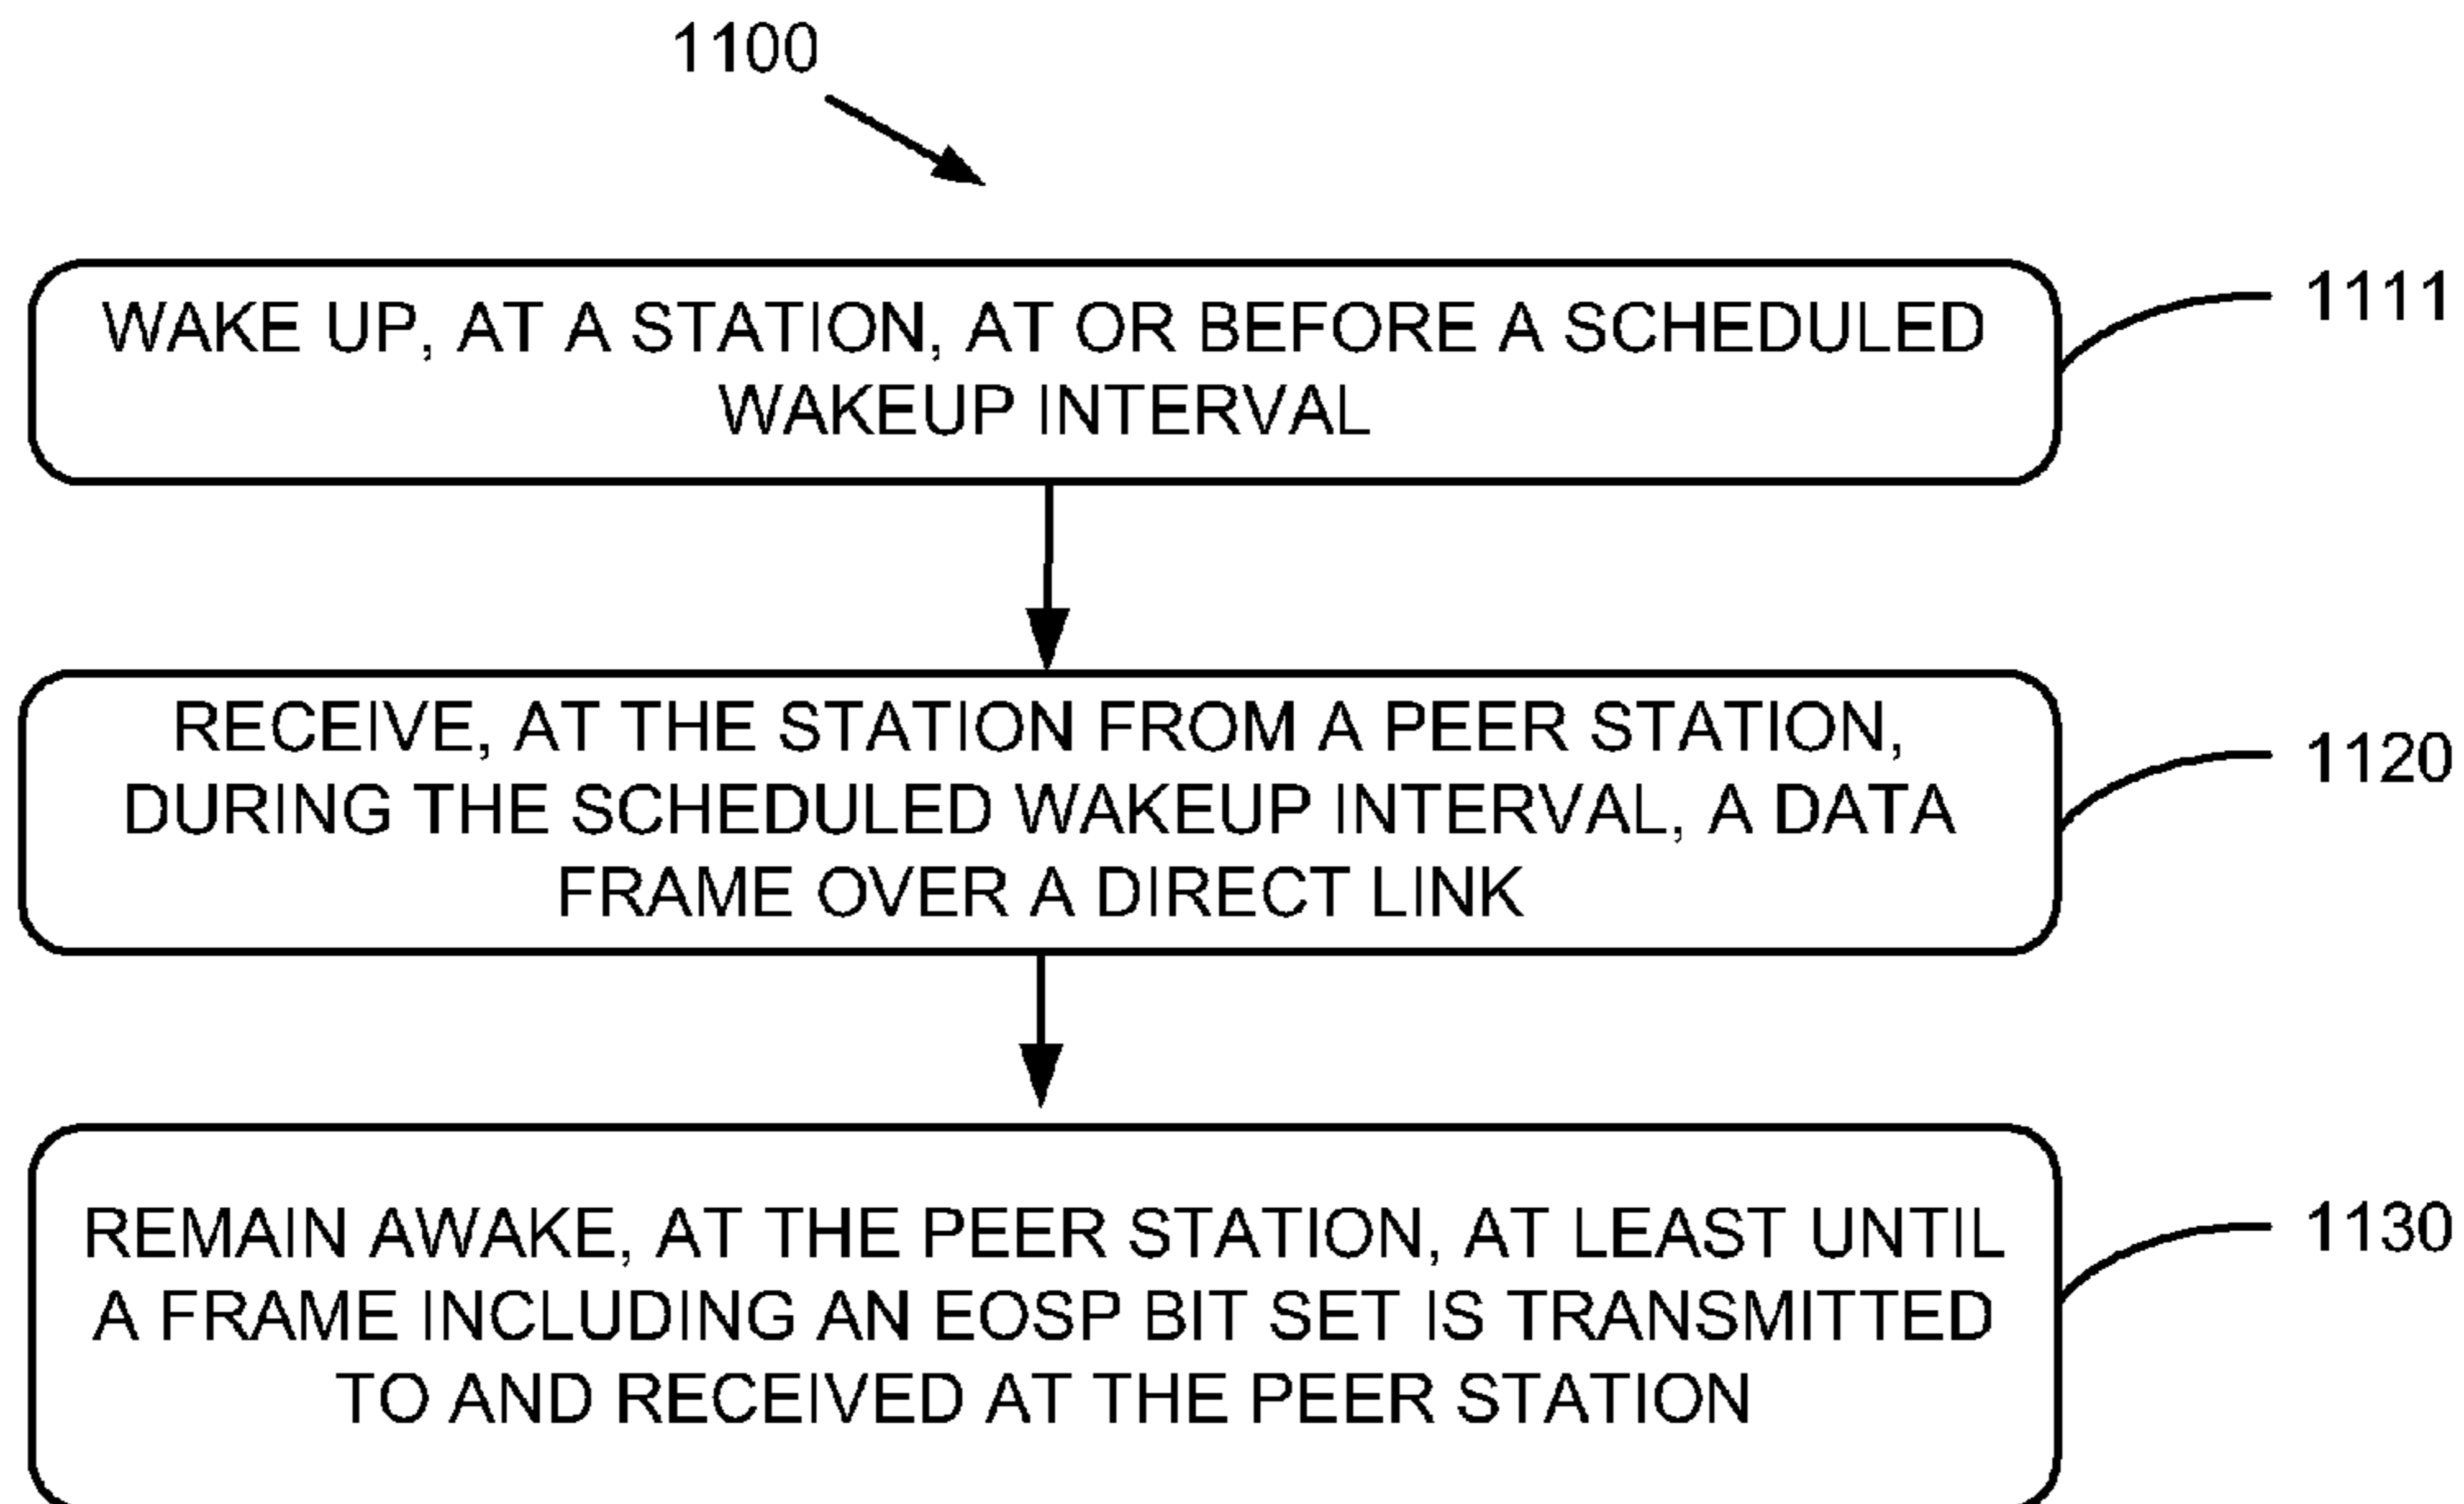 1100
WAKE UP, AT A STATION, AT OR BEFORE A SCHEDULED
WAKEUP INTERVAL
1111
RECEIVE, AT THE STATION FROM A PEER STATION,
DURING THE SCHEDULED WAKEUP INTERVAL, A DATA
FRAME OVER A DIRECT LINK
1120
REMAIN AWAKE, AT THE PEER STATION, AT LEAST UNTIL
A FRAME INCLUDING AN EOSP BIT SET IS TRANSMITTED
TO AND RECEIVED AT THE PEER STATION
1130